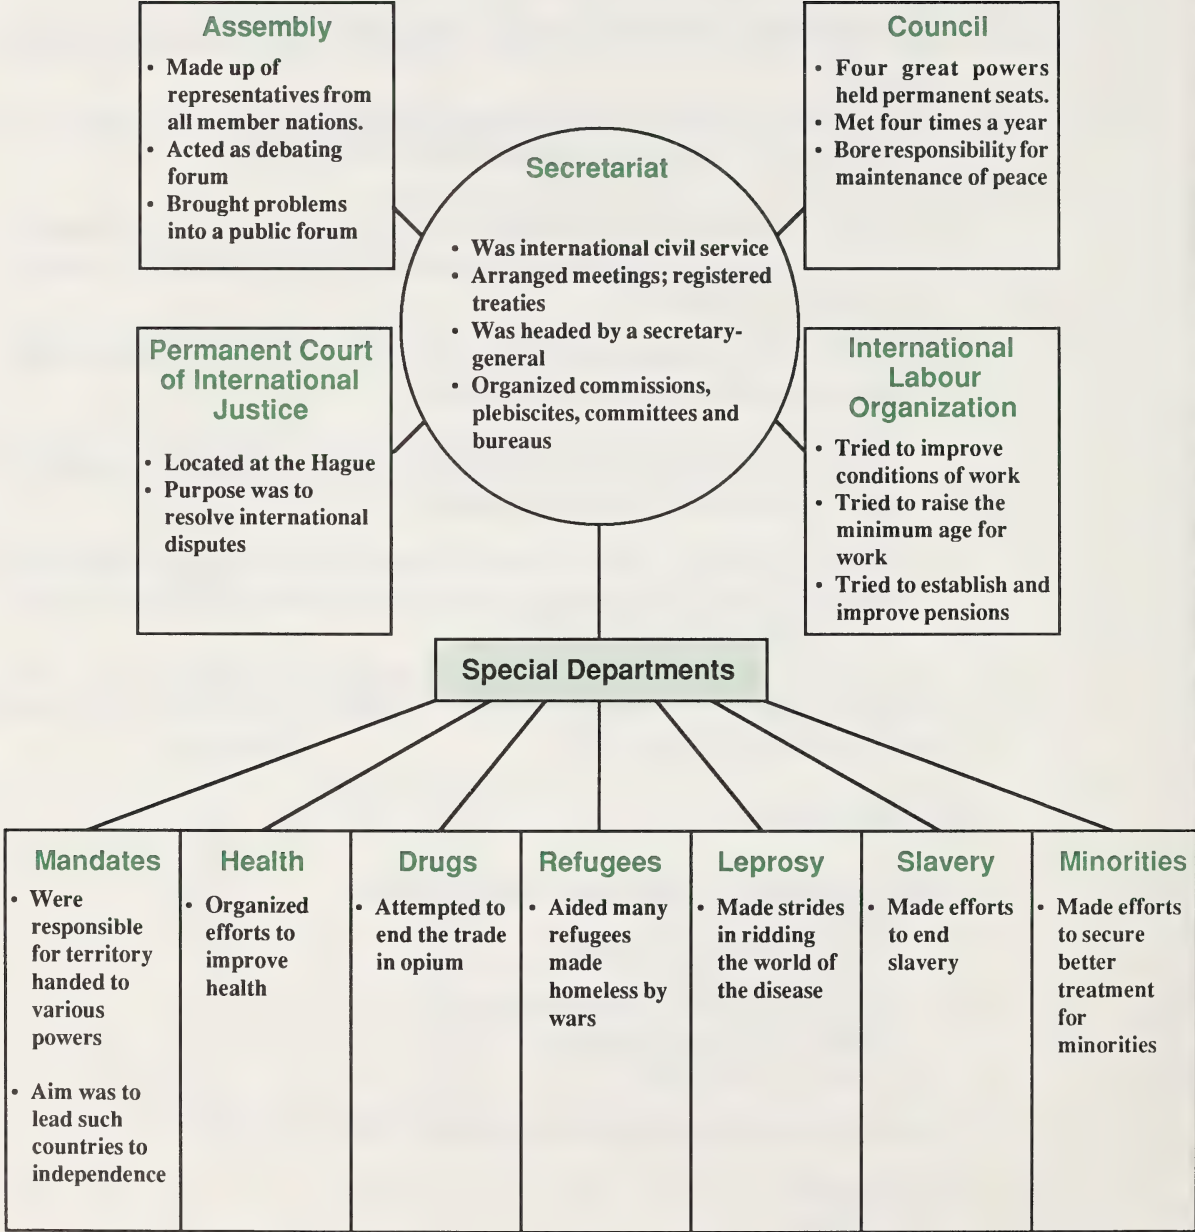 Assembly
• Made up of
representatives from
all member nations.
• Acted as debating
forum
• Brought problems
into a public forum
Council
• Four great powers
held permanent seats.
• Met four times a year
• Bore responsibility for
maintenance of peace
Secretariat
• Was international civil service
• Arranged meetings; registered
treaties
• Was headed by a secretary-
general
• Organized commissions,
plebiscites, committees and
bureaus
Permanent Court
of International
Justice
• Located at the Hague
• Purpose was to
resolve international
disputes
International
Labour
Organization
• Tried to improve
conditions of work
• Tried to raise the
minimum age for
work
• Tried to establish and
improve pensions
Special Departments
Mandates
• Were
responsible
for territory
handed to
various
powers
• Aim was to
lead such
countries to
independence
Health
• Organized
efforts to
improve
health
Drugs
• Attempted to
end the trade
in opium
Refugees
• Aided many
refugees
made
homeless by
wars
Leprosy
• Made strides
in ridding
the world of
the disease
Slavery
• Made efforts
to end
slavery
Minorities
• Made efforts
to secure
better
treatment
for
minorities